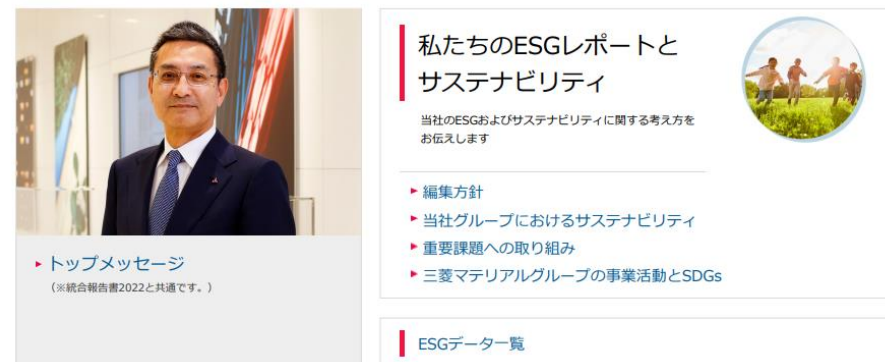 トップメッセージ
（※統合報告書2022と共通です。）
私たちのESGレポートと
サステナビリティ
当社のESGおよびサステナビリティに関する考え方を
お伝えします
編集方針
当社グループにおけるサステナビリティ
重要課題への取り組み
三菱マテリアルグループの事業活動とSDGs
ESGデータ一覧